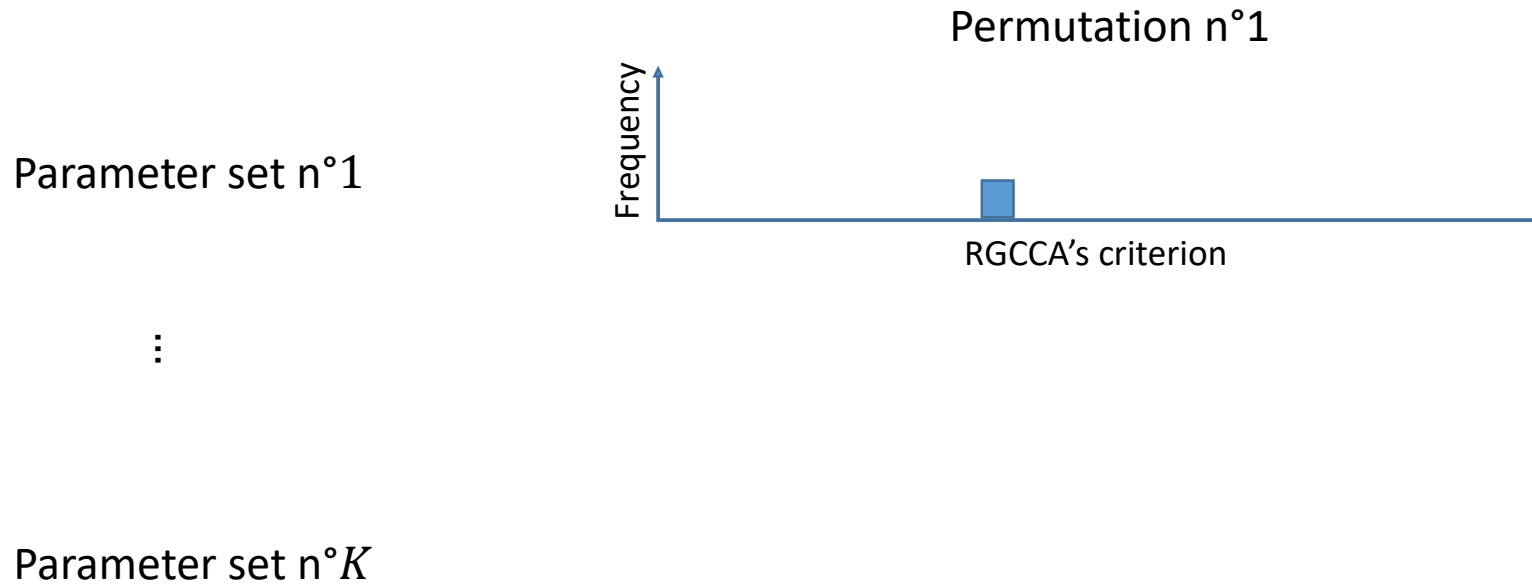 Permutation n°1
Frequency
Parameter set n°1
RGCCA's criterion
⋮
Parameter set n°K